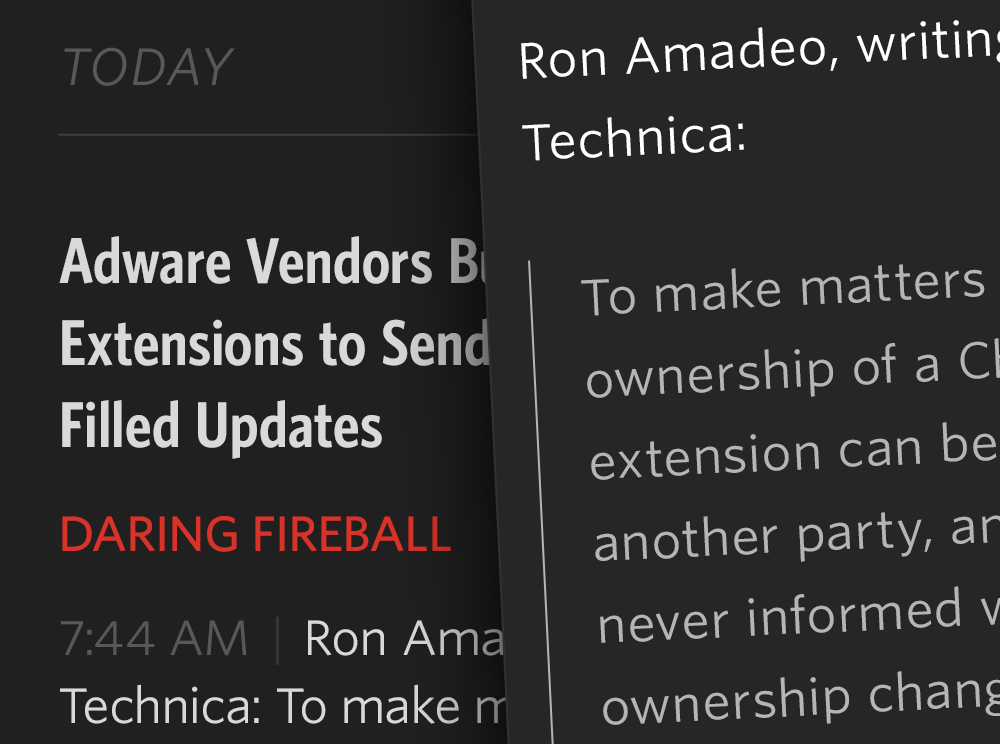 TODAY
Adware Vendors
Extensions to Send
Filled Updates
DARING FIREBALL
7:44 AM | Ron
Technica: To make
Ron Amadeo, writing
Technica:
To make matters
ownership of a
extension can be
another party,
never informed
ownership